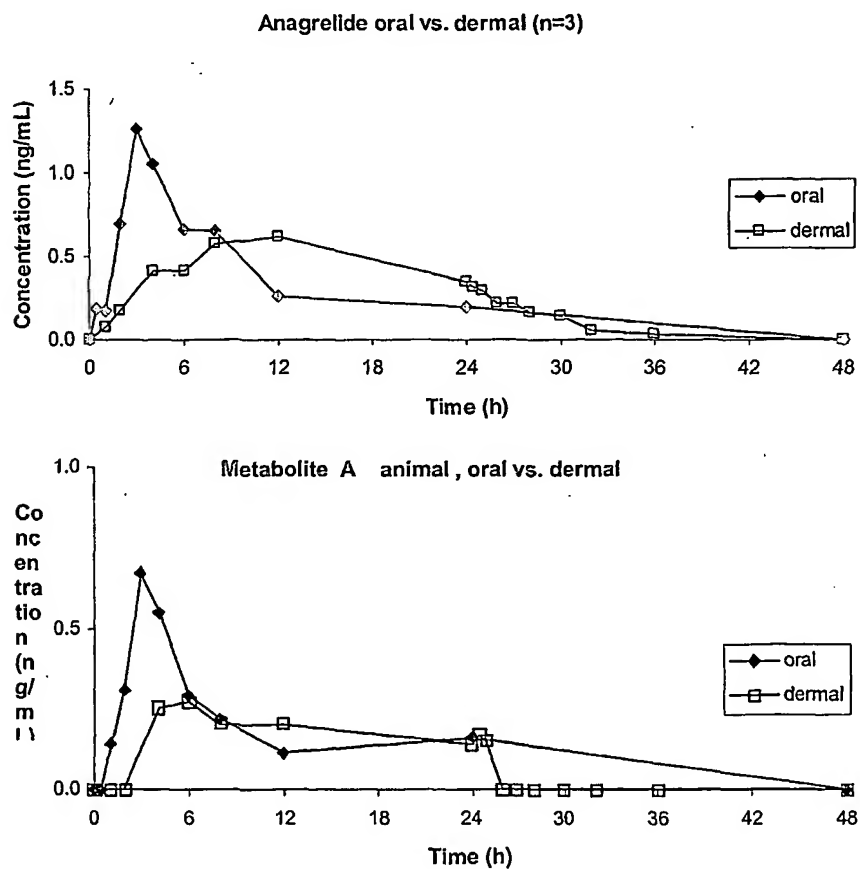 Anagrelide oral vs. dermal (n=3)
Concentration (ng/mL)
1.5
1.0
0.5
0.0
0 6 12 18 24 30 36 42 48
Time (h)
oral
dermal
Metabolite A animal , oral vs. dermal
Co
nc
en
tra
tio
n
(n
g/
m
1.0
0.5
0.0
0 6 12 18 24 30 36 42 48
Time (h)
oral
dermal